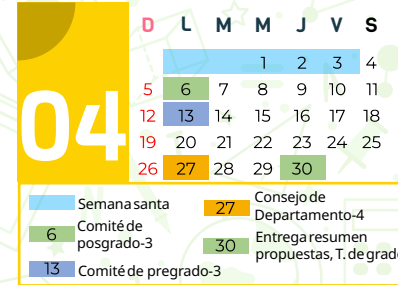 04
D L M M J V S
1 2 3 4
5 6 7 8 9 10 11
12 13 14 15 16 17 18
19 20 21 22 23 24 25
26 27 28 29 30
Semana santa
6 Comité de
posgrado-3
13 Comité de pregrado-3
27 Consejo de
Departamento-4
30 Entrega resumen
propuestas, T. de grado